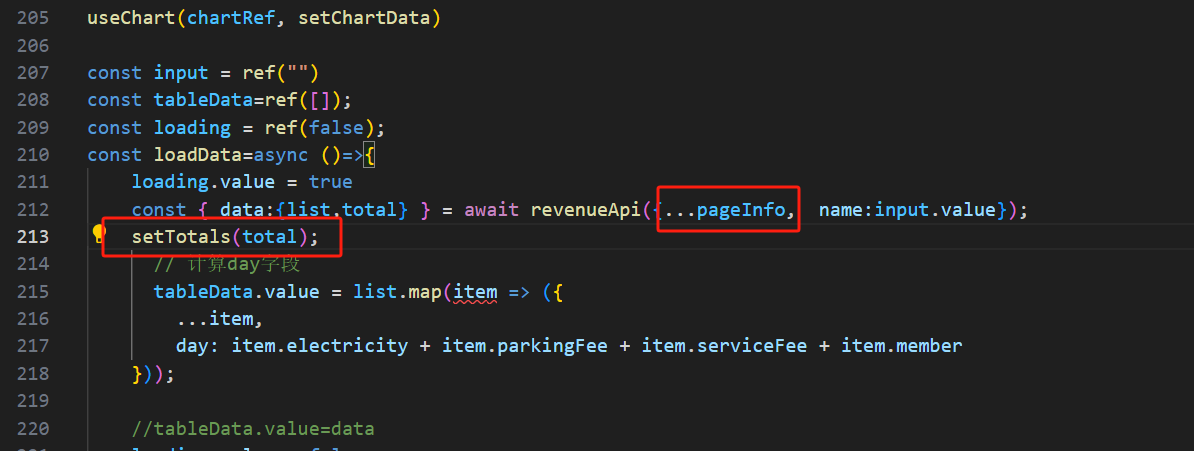 205 useChart(chartRef, setChartData)
206
207 const input = ref("")
208 const tableData=ref([]);
209 const loading = ref(false);
210 const loadData=async ()=>{
211 loading.value = true
212 const { data:{list,total} } = await revenueApi({...pageInfo, name:input.value});
213 setTotals(total);
214 // 计算day字段
215 tableData.value = list.map(item => ({
216 ...item,
217 day: item.electricity + item.parkingFee + item.serviceFee + item.member
218 }));
219
220 //tableData.value=data